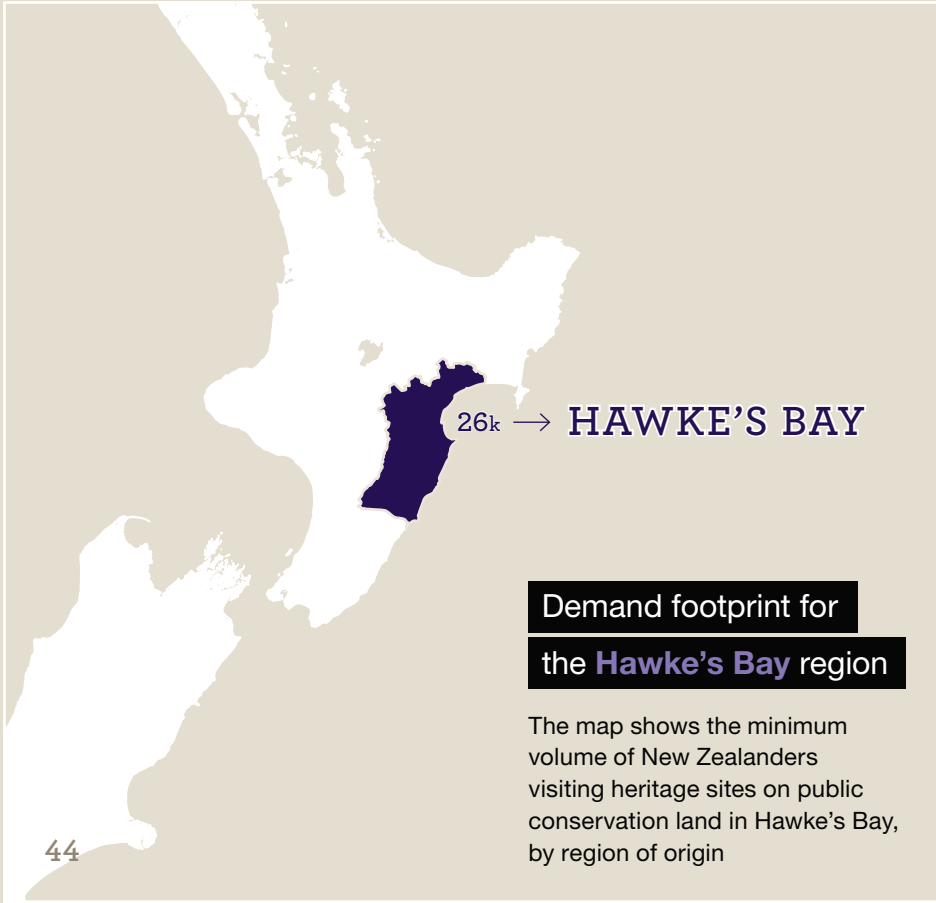 26k → HAWKE'S BAY
Demand footprint for
the Hawke's Bay region
The map shows the minimum
volume of New Zealanders
visiting heritage sites on public
conservation land in Hawke's Bay,
by region of origin
44